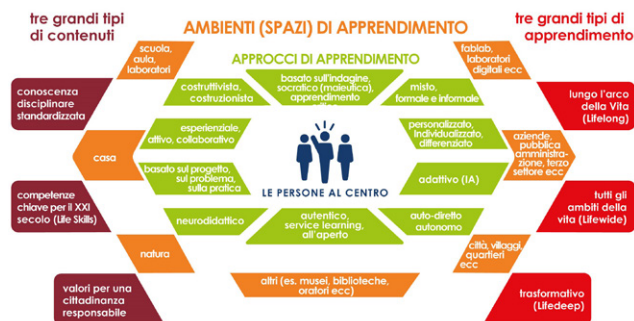 tre grandi tipi
di contenuti
AMBIENTI (SPAZI) DI APPRENDIMENTO
tre grandi tipi di
apprendimento
scuola,
aula,
laboratori
APPROCCI DI APPRENDIMENTO
fablab,
laboratori
digitali ecc
conoscenza
disciplinare
standardizzata
costruttivista,
costruzionista
basato sull'indagine,
socratico (maieutica),
apprendimento
misto,
formale e informale
lungo l'arco
della Vita
(Lifelong)
casa
esperienziale,
attivo, collaborativo
personalizzato,
Individualizzato,
differenziato
aziende,
pubblica
amministra-
zione, terzo
settore ecc
basato sul progetto,
sui problema,
sulla pratica
LE PERSONE AL CENTRO
adattivo (IA)
competenze
chiave per il XXI
secolo (Life Skills)
tutti gli
ambiti della
vita (Lifewide)
neurodidattico
autentico,
service learning,
all'aperto
auto-diretto
autonomo
natura
città, villaggi,
quartieri
ecc
valori per una
cittadinanza
responsabile
altri (es. musei, biblioteche,
oratori ecc)
trasformativo
(Lifedeep)